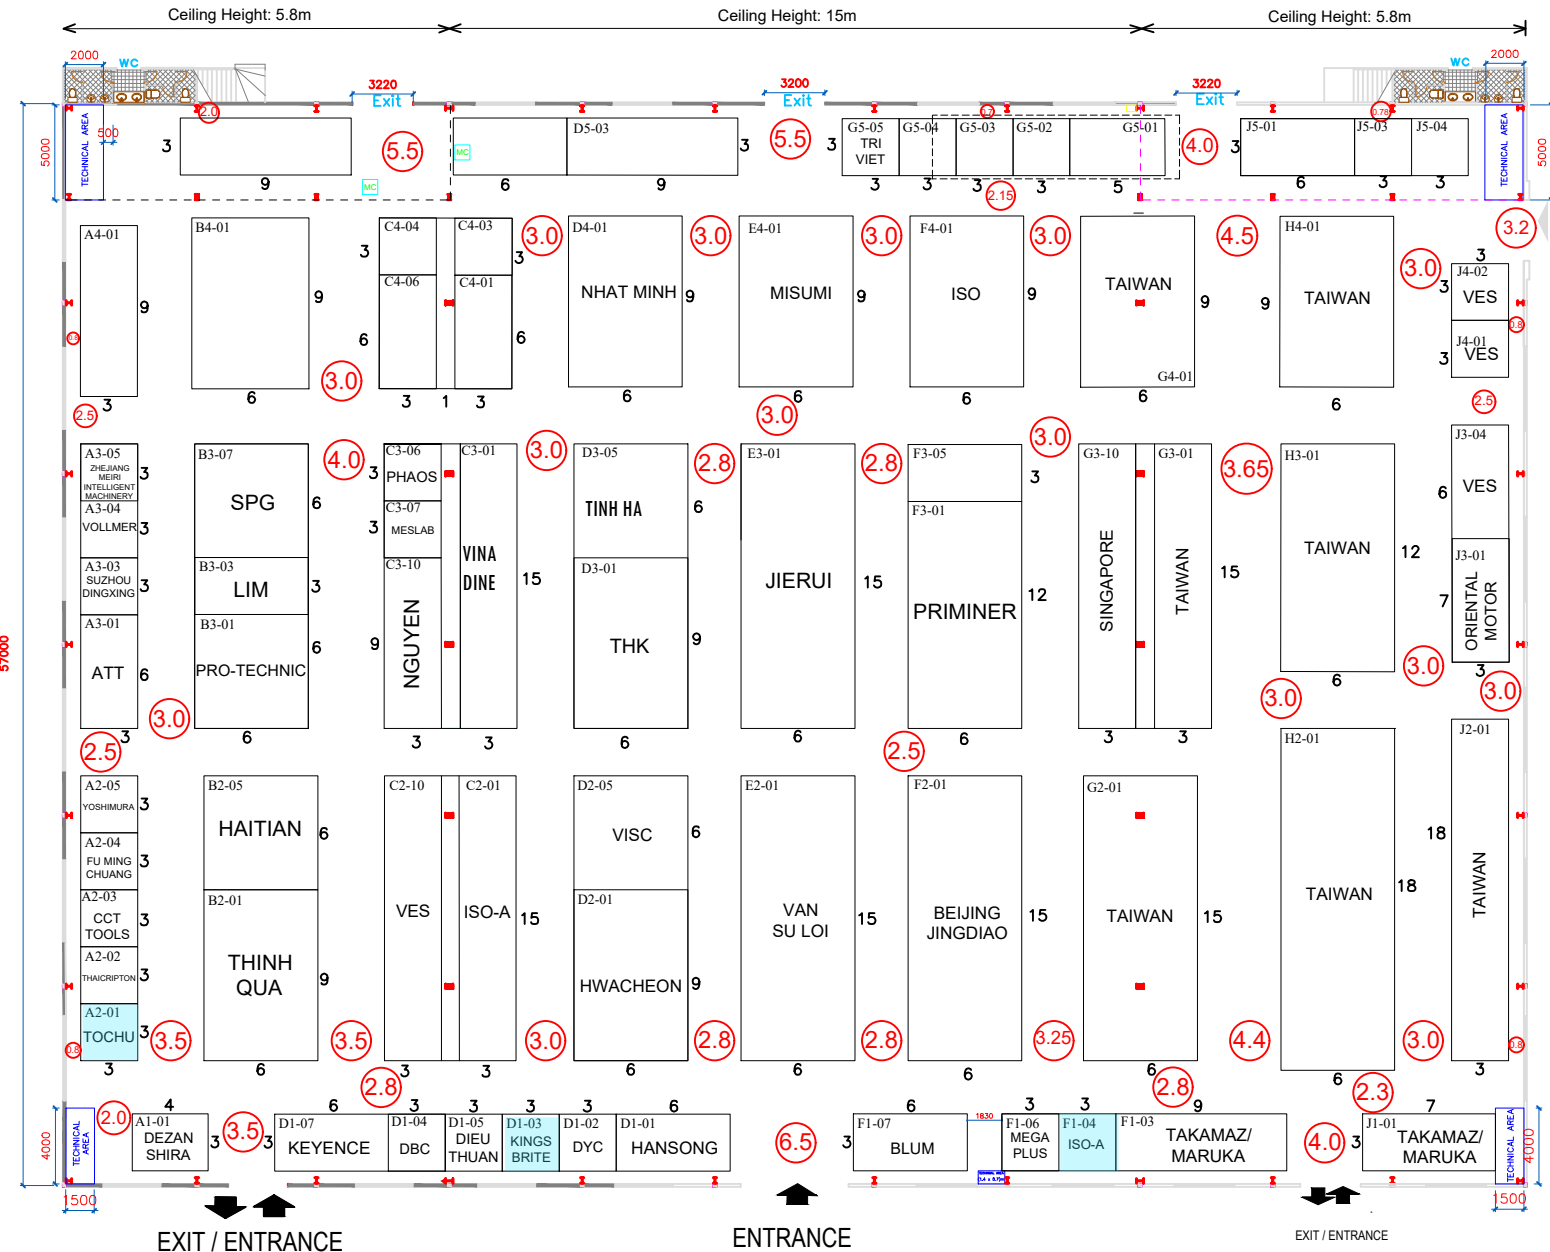 Ceiling Height: 5.8m
Ceiling Height: 15m
Ceiling Height: 5.8m
2000
WC
3220
Exit
3200
Exit
3220
Exit
WC
2000
5000
TECHNICAL AREA
500
2.0
3
9
5.5
MC
MC
D5-03
6
9
3
5.5
3
G5-05
TRI
VIET
G5-04
G5-03
G5-02
G5-01
3
3
3
3
5
2.15
4.0
3
J5-01
J5-03
J5-04
6
3
3
0.78
TECHNICAL AREA
5000
57000
A4-01
9
3
0.8
2.5
B4-01
9
6
3.0
C4-04
3
C4-06
6
3
1
C4-03
3
C4-01
6
3
3.0
D4-01
NHAT MINH
9
6
3.0
E4-01
MISUMI
9
6
3.0
3.0
F4-01
ISO
9
6
3.0
TAIWAN
9
G4-01
6
4.5
H4-01
TAIWAN
9
6
3.0
3.2
3
J4-02
VES
3
J4-01
VES
3
0.8
2.5
A3-05
ZHEJIANG
MEIRI
INTELLIGENT
MACHINERY
3
A3-04
VOLLMER
3
A3-03
SUZHOU
DINGXING
3
A3-01
ATT
6
3
2.5
3.0
B3-07
SPG
6
B3-03
LIM
3
B3-01
PRO-TECHNIC
6
6
4.0
C3-06
PHAOS
3
C3-07
MESLAB
3
C3-10
NGUYEN
9
3
C3-01
VINA
DINE
15
3
3.0
D3-05
TINH HA
6
D3-01
THK
9
6
2.8
E3-01
JIERUI
15
6
2.8
F3-05
3
F3-01
PRIMINER
12
6
2.5
3.0
G3-10
SINGAPORE
3
G3-01
TAIWAN
15
3
3.65
H3-01
TAIWAN
12
6
3.0
J3-04
VES
6
J3-01
ORIENTAL
MOTOR
7
3
3.0
3.0
A2-05
YOSHIMURA
3
A2-04
FU MING
CHUANG
3
A2-03
CCT
TOOLS
3
A2-02
THAICRIPTON
3
A2-01
TOCHU
3
3
0.8
3.5
B2-05
HAITIAN
6
B2-01
THINH
QUA
9
6
3.5
C2-10
VES
3
C2-01
ISO-A
15
3
2.8
3.0
D2-05
VISC
6
D2-01
HWACHEON
9
6
2.8
E2-01
VAN
SU LOI
15
6
2.8
F2-01
BEIJING
JINGDIAO
15
6
3.25
G2-01
TAIWAN
15
6
2.8
4.4
H2-01
TAIWAN
18
6
2.3
3.0
J2-01
TAIWAN
18
3
0.8
4000
TECHNICAL
AREA
1500
2.0
4
A1-01
DEZAN
SHIRA
3
3.5
3
6
D1-07
KEYENCE
3
D1-04
DBC
3
D1-05
DIEU
THUAN
3
D1-03
KINGS
BRITE
3
D1-02
DYC
6
D1-01
HANSONG
6.5
3
6
F1-07
BLUM
1830
3
F1-06
MEGA
PLUS
3
F1-04
ISO-A
9
F1-03
TAKAMAZ/
MARUKA
4.0
3
7
J1-01
TAKAMAZ/
MARUKA
TECHNICAL AREA
4000
1500
EXIT / ENTRANCE
ENTRANCE
EXIT / ENTRANCE